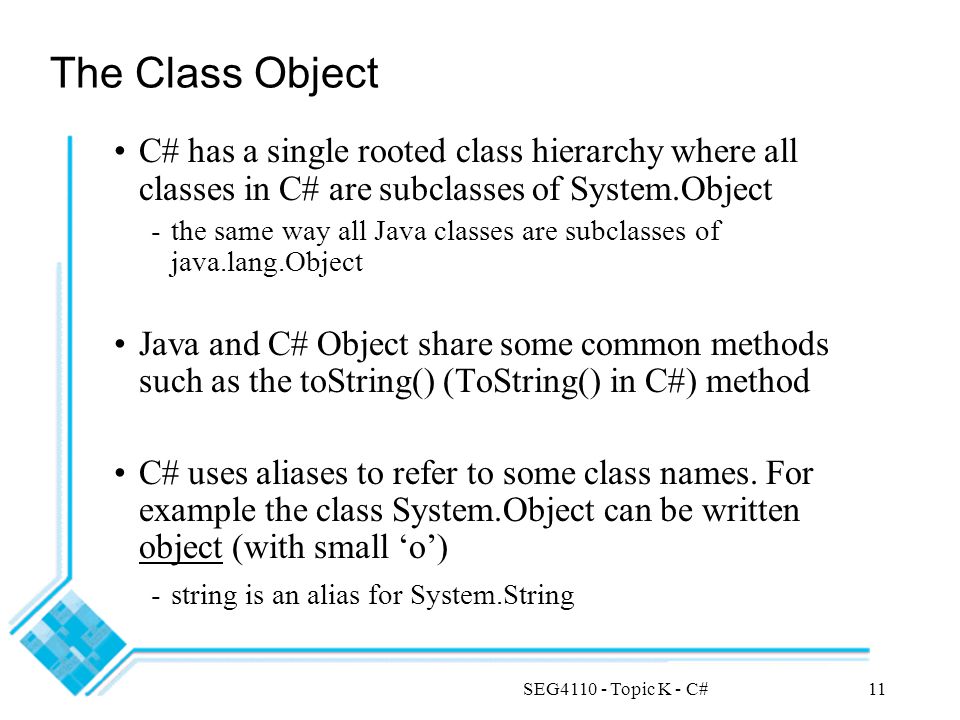 The Class Object
• C# has a single rooted class hierarchy where all
classes in C# are subclasses of System.Object
- the same way all Java classes are subclasses of
java.lang.Object
• Java and C# Object share some common methods
such as the toString() (ToString() in C#) method
• C# uses aliases to refer to some class names. For
example the class System.Object can be written
object (with small ‘o’)
- string is an alias for System.String
SEG4110 - Topic K - C# 11